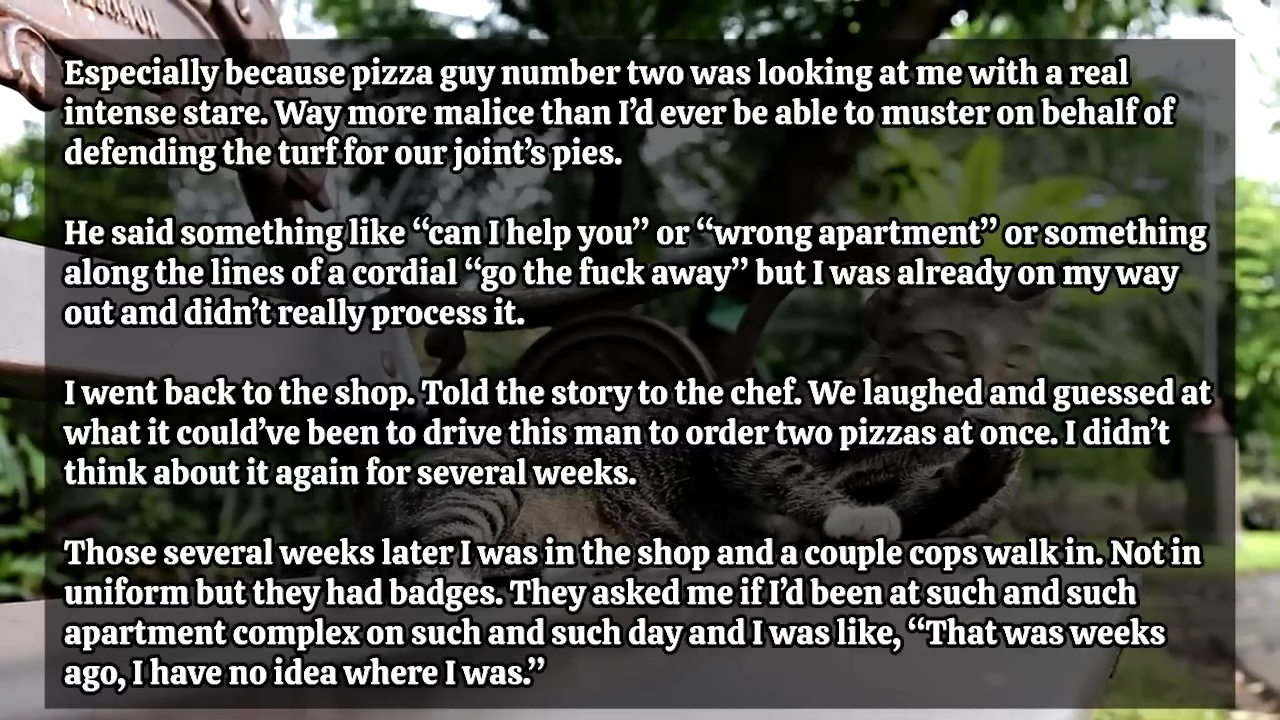 Especially because pizza guy number two was looking at me with a real
intense stare. Way more malice than I’d ever be able to muster on behalf of
defending the turf for our joint’s pies.
He said something like “can I help you” or “wrong apartment” or something
along the lines of a cordial “go the fuck away” but I was already on my way
out and didn’t really process it.
I went back to the shop. Told the story to the chef. We laughed and guessed at
what it could’ve been to drive this man to order two pizzas at once. I didn’t
think about it again for several weeks.
Those several weeks later I was in the shop and a couple cops walk in. Not in
uniform but they had badges. They asked me if I’d been at such and such
apartment complex on such and such day and I was like, “That was weeks
ago, I have no idea where I was.”